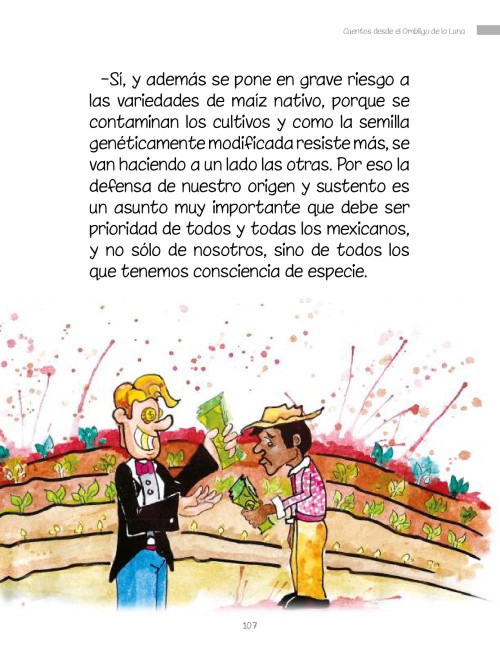 Cuentos desde el Ombligo de la Luna
-Sí, y además se pone en grave riesgo a
las variedades de maíz nativo, porque se
contaminan los cultivos y como la semilla
genéticamente modificada resiste más, se
van haciendo a un lado las otras. Por eso la
defensa de nuestro origen y sustento es
un asunto muy importante que debe ser
prioridad de todos y todas los mexicanos,
y no sólo de nosotros, sino de todos los
que tenemos consciencia de especie.
107